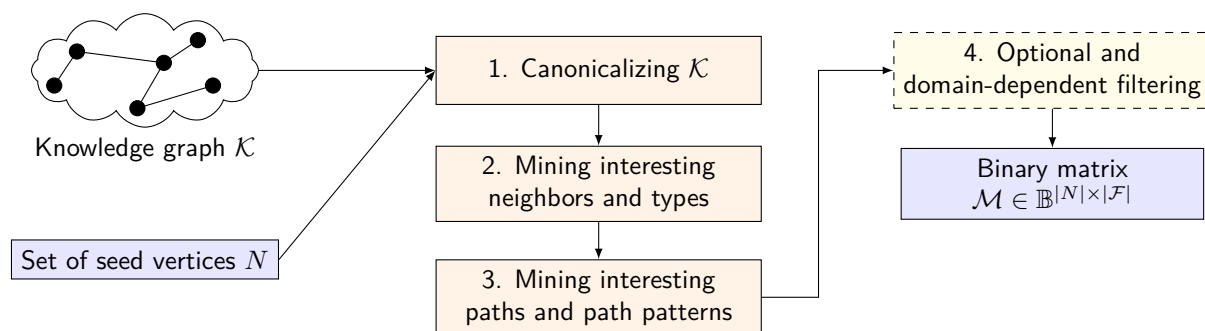 Knowledge graph 𝒦
Set of seed vertices N
1. Canonicalizing 𝒦
2. Mining interesting
neighbors and types
3. Mining interesting
paths and path patterns
4. Optional and
domain-dependent filtering
Binary matrix
ℳ ∈ 𝔹^{|N|×|ℱ|}